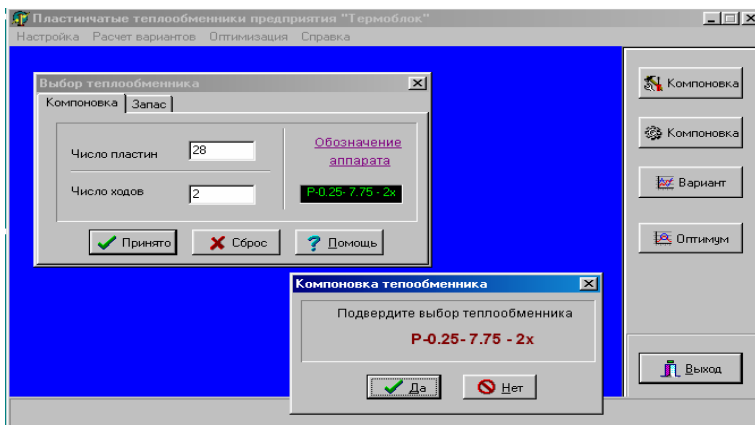 Пластинчатые теплообменники предприятия "Термоблок"
Настройка Расчет вариантов Оптимизация Справка
Выбор теплообменника
Компоновка Запас
Число пластин 28
Обозначение
аппарата
Число ходов 2
Р-0.25- 7.75 - 2х
Принято Сброс Помощь
Компоновка тепообменника
Подвердите выбор теплообменника
Р-0.25- 7.75 - 2х
Да Нет
Компоновка
Компоновка
Вариант
Оптимум
Выход